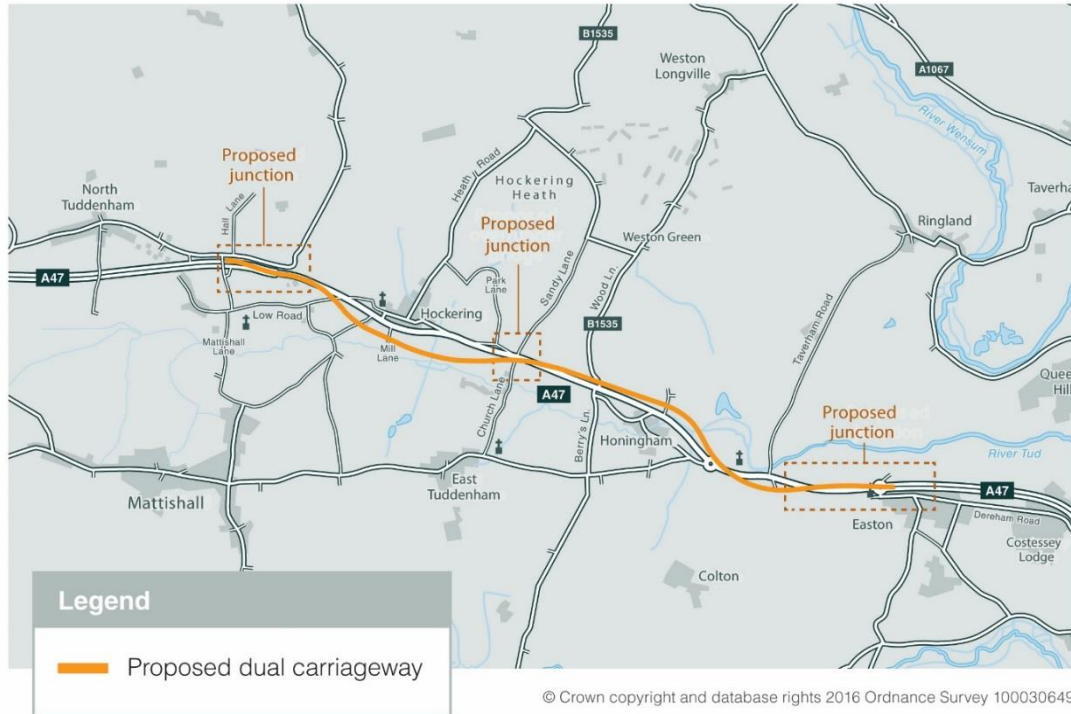 B1535
Weston
Longville
A1067
River Wensum
Proposed
junction
Heath Road
Hockering
Heath
North
Tuddenham
Hall Lane
Taverha
Ringland
Proposed
junction
Weston Green
Sandy Lane
Wood Ln.
A47
Park
Lane
Low Road
Hockering
B1535
Taverham Road
Mattishall
Lane
Mill
Lane
Que
Hil
A47
Church Lane
Proposed
junction
Berry's Ln.
Honingham
River Tud
East
Tuddenham
Mattishall
A47
Easton
Dereham Road
Costessey
Lodge
Colton
Legend
Proposed dual carriageway
© Crown copyright and database rights 2016 Ordnance Survey 100030649